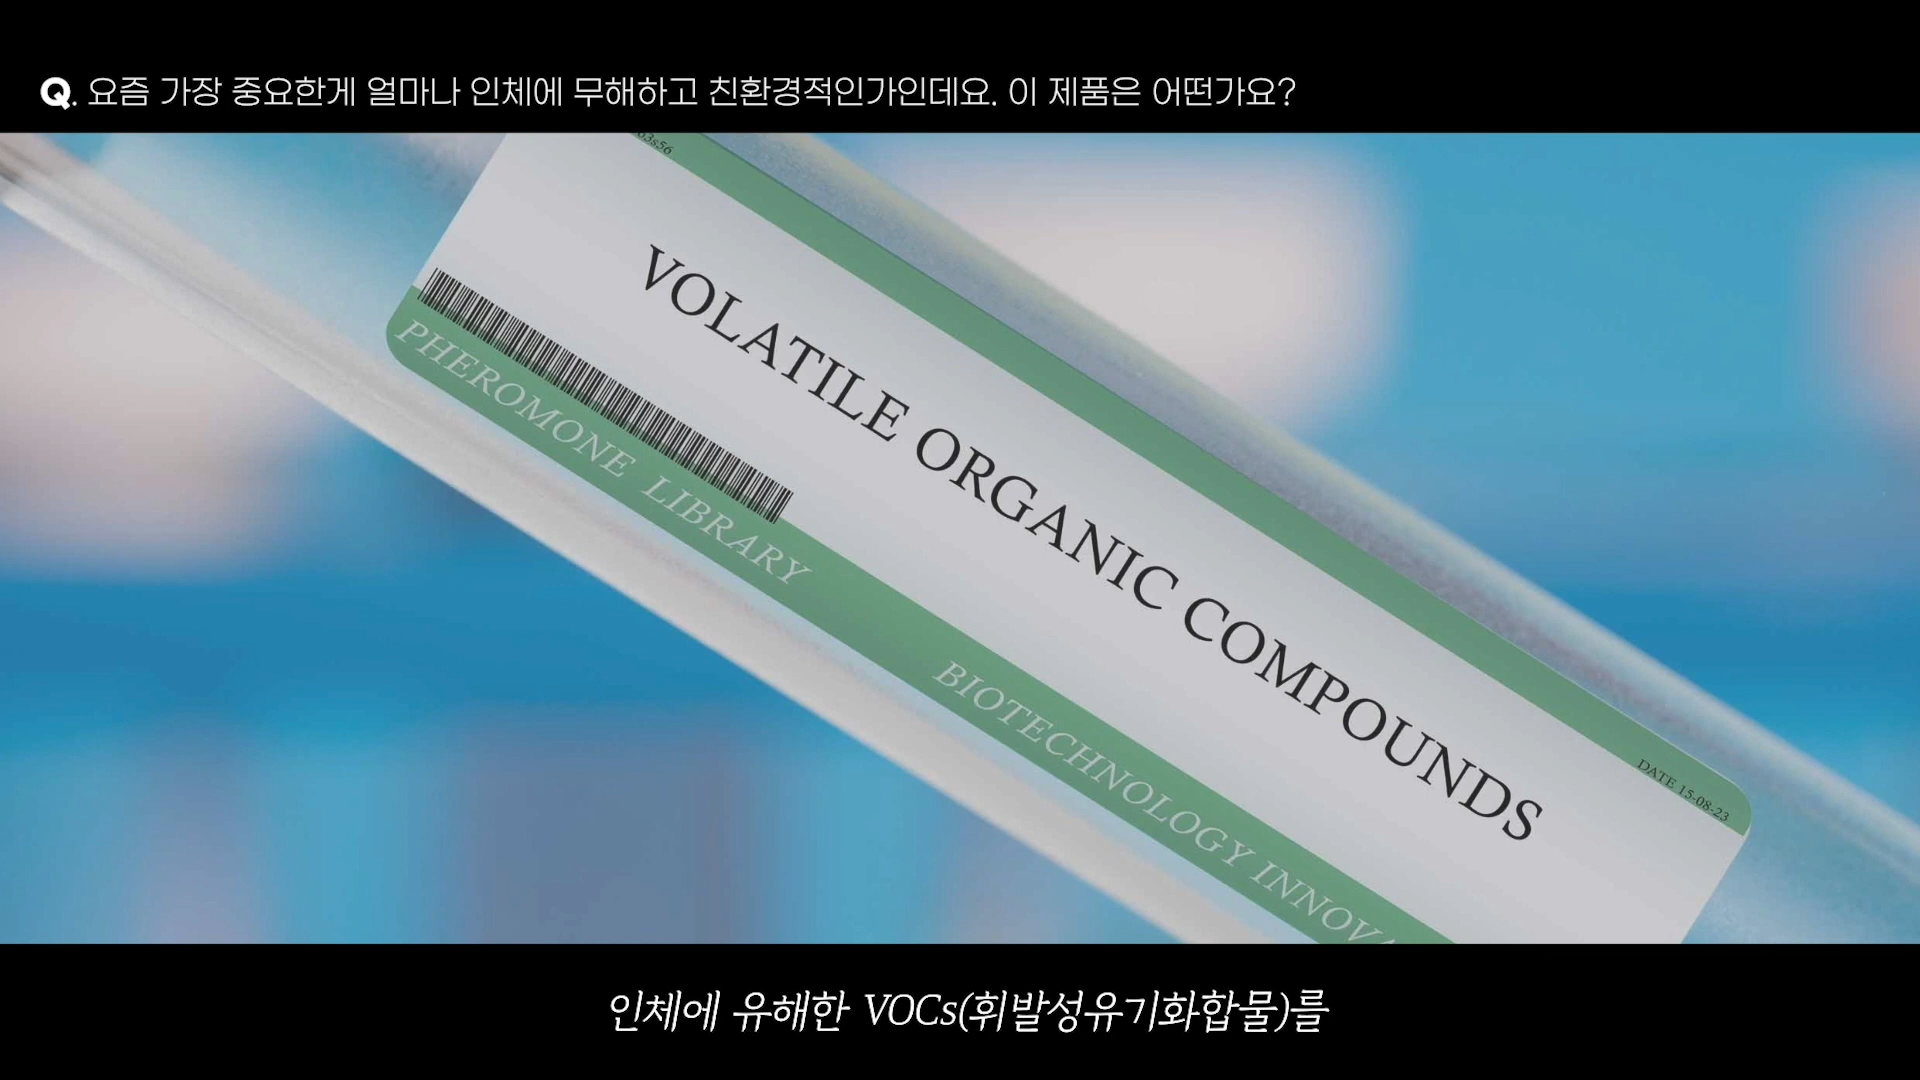 Q. 요즘 가장 중요한게 얼마나 인체에 무해하고 친환경적인가인데요. 이 제품은 어떤가요?
VOLATILE ORGANIC COMPOUNDS
PHEROMONE LIBRARY
BIOTECHNOLOGY
DATE 15-08-23
인체에 유해한 VOCs(휘발성유기화합물)를